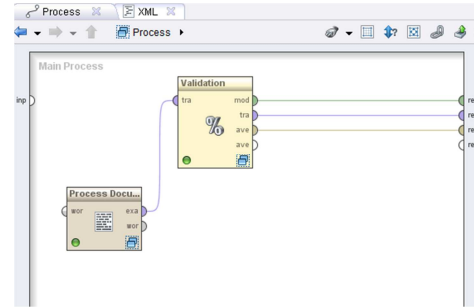 Process
XML
Process
Main Process
inp
Validation
tra
mod
tra
ave
ave
%
re
re
re
re
Process Docu...
wor
exa
wor